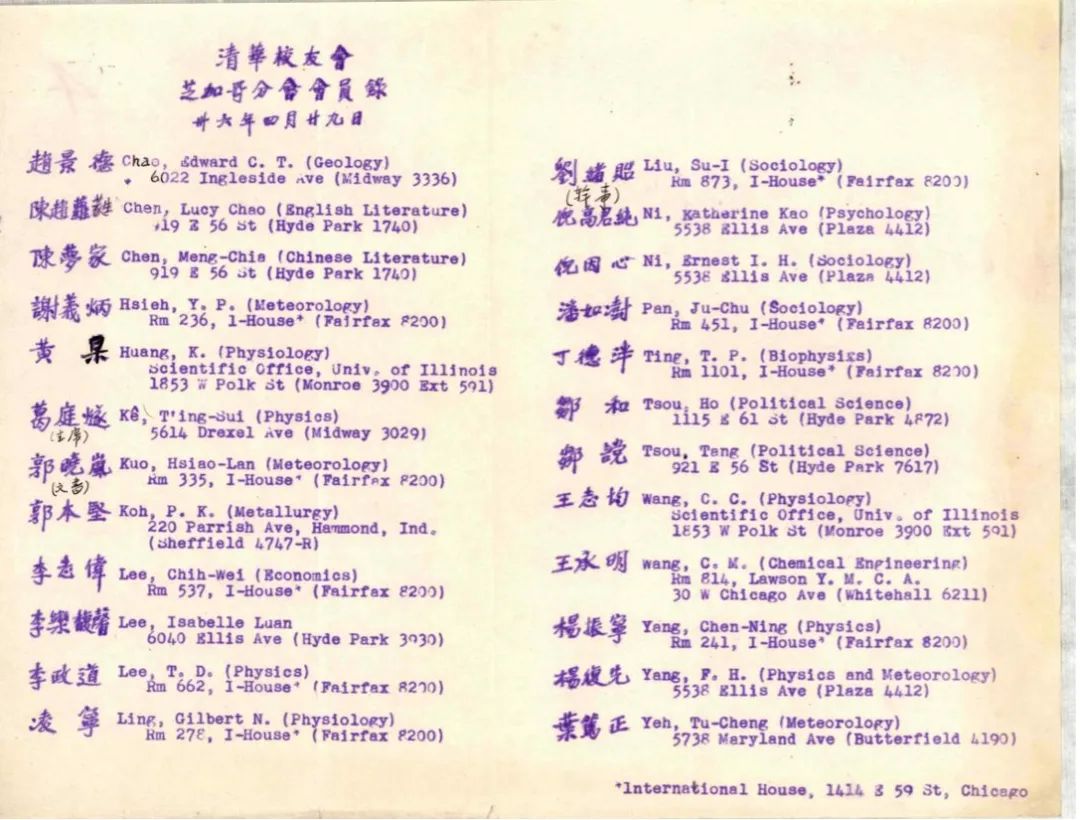 清華校友會
芝加哥分會會員錄
卅六年四月廿九日
趙景德 Chao, Edward C. T. (Geology)
6022 Ingleside Ave (Midway 3336)
陳趙蘿蕤 Chen, Lucy Chao (English Literature)
919 E 56 St (Hyde Park 1740)
陳夢家 Chen, Meng-Chia (Chinese Literature)
919 E 56 St (Hyde Park 1740)
謝義炳 Hsieh, Y. P. (Meteorology)
Rm 236, I-House* (Fairfax 8200)
黃杲 Huang, K. (Physiology)
Scientific Office, Univ. of Illinois
1853 W Polk St (Monroe 3900 Ext 591)
葛庭燧 Kê, T'ing-Sui (Physics)
(主席) 5614 Drexel Ave (Midway 3029)
郭曉嵐 Kuo, Hsiao-Lan (Meteorology)
(文書) Rm 335, I-House* (Fairfax 8200)
郭本堅 Koh, P. K. (Metallurgy)
220 Parrish Ave, Hammond, Ind.
(Sheffield 4747-R)
李志偉 Lee, Chih-Wei (Economics)
Rm 537, I-House* (Fairfax 8200)
李欒馥馨 Lee, Isabelle Luan
6040 Ellis Ave (Hyde Park 3930)
李政道 Lee, T. D. (Physics)
Rm 662, I-House* (Fairfax 8200)
凌寧 Ling, Gilbert N. (Physiology)
Rm 278, I-House* (Fairfax 8200)
劉緒貽 Liu, Su-I (Sociology)
(幹事) Rm 873, I-House* (Fairfax 8200)
倪高君純 Ni, Katherine Kao (Psychology)
5538 Ellis Ave (Plaza 4412)
倪因心 Ni, Ernest I. H. (Sociology)
5538 Ellis Ave (Plaza 4412)
潘如澍 Pan, Ju-Chu (Sociology)
Rm 451, I-House* (Fairfax 8200)
丁德泮 Ting, T. P. (Biophysics)
Rm 1101, I-House* (Fairfax 8200)
鄒和 Tsou, Ho (Political Science)
1115 E 61 St (Hyde Park 4872)
鄒讜 Tsou, Tang (Political Science)
921 E 56 St (Hyde Park 7617)
王志均 Wang, C. C. (Physiology)
Scientific Office, Univ. of Illinois
1853 W Polk St (Monroe 3900 Ext 591)
王承明 Wang, C. M. (Chemical Engineering)
Rm 814, Lawson Y. M. C. A.
30 W Chicago Ave (Whitehall 6211)
楊振寧 Yang, Chen-Ning (Physics)
Rm 241, I-House* (Fairfax 8200)
楊復先 Yang, F. H. (Physics and Meteorology)
5538 Ellis Ave (Plaza 4412)
葉篤正 Yeh, Tu-Cheng (Meteorology)
5738 Maryland Ave (Butterfield 4190)
*International House, 1414 E 59 St, Chicago